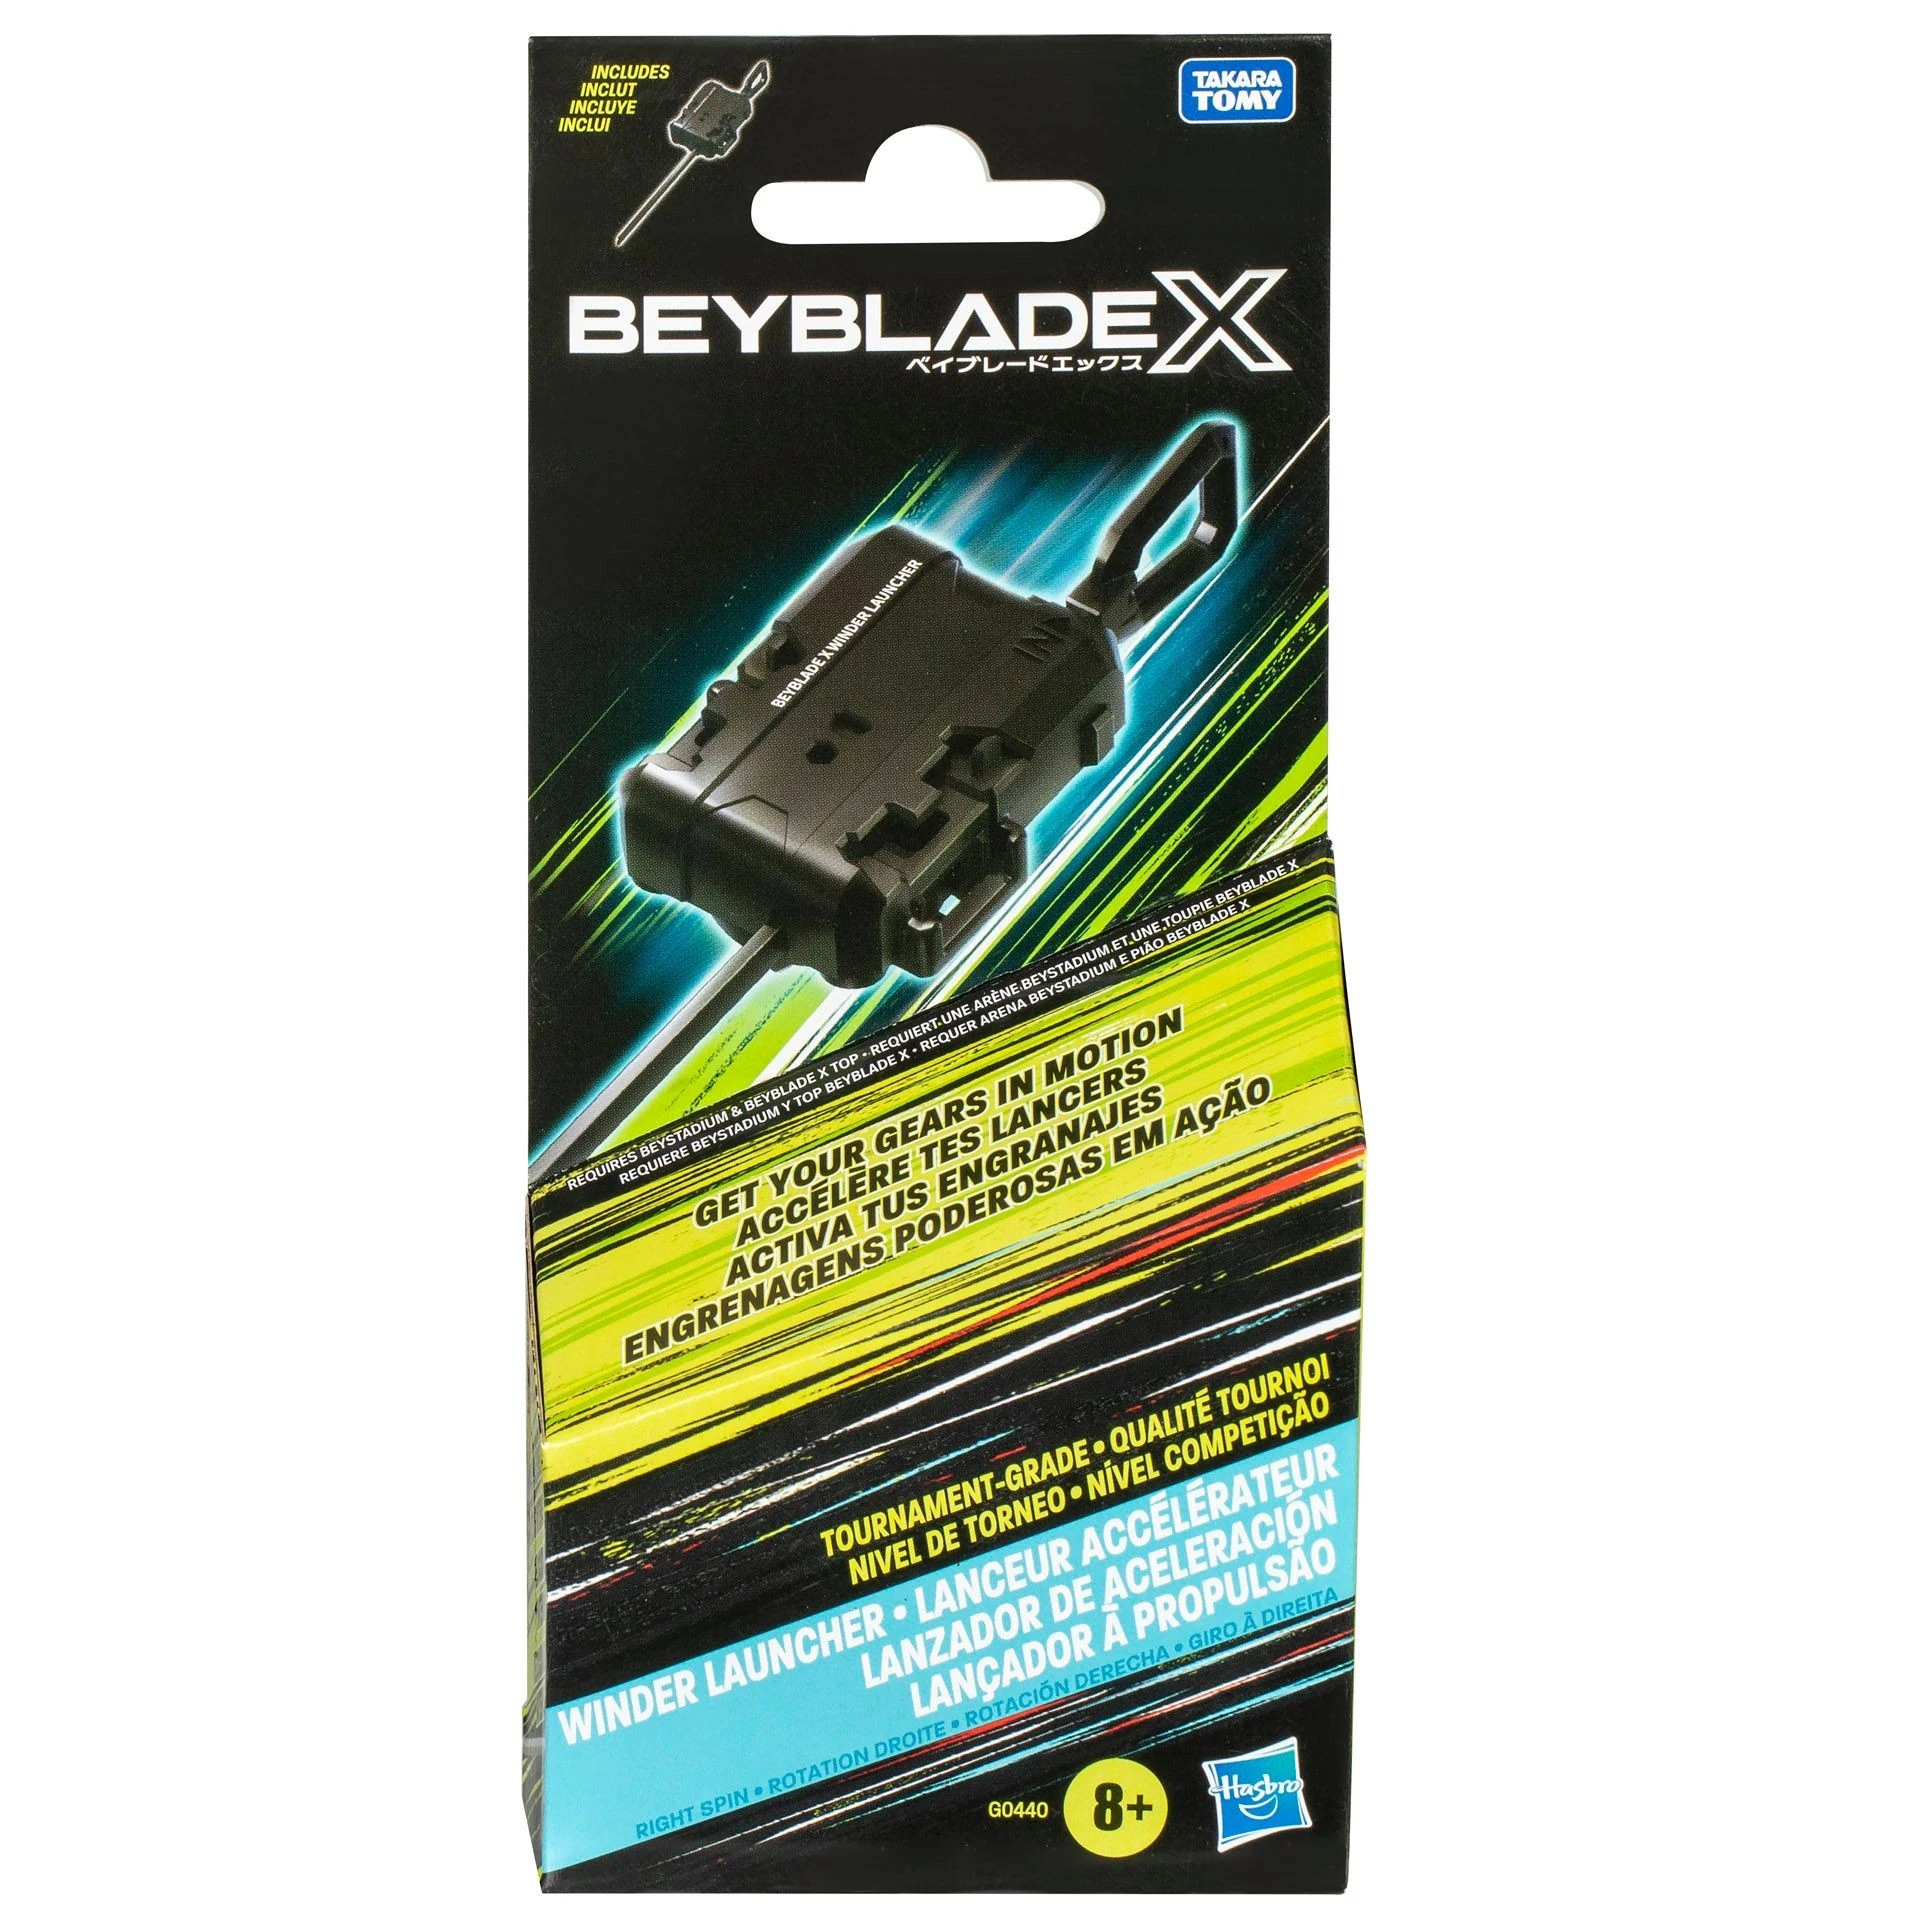 INCLUDES
INCLUT
INCLUYE
INCLUI
TAKARA
TOMY
BEYBLADE X
ベイブレードエックス
BEYBLADE X WINDER LAUNCHER
IN
REQUIRES BEYSTADIUM & BEYBLADE X TOP • REQUIERT UNE ARÈNE BEYSTADIUM ET UNE TOUPIE BEYBLADE X
REQUIERE BEYSTADIUM Y TOP BEYBLADE X • REQUER ARENA BEYSTADIUM E PIÃO BEYBLADE X
GET YOUR GEARS IN MOTION
ACCÉLÈRE TES LANCERS
ACTIVA TUS ENGRANAJES
ENGRENAGENS PODEROSAS EM AÇÃO
TOURNAMENT-GRADE • QUALITÉ TOURNOI
NIVEL DE TORNEO • NÍVEL COMPETIÇÃO
WINDER LAUNCHER • LANCEUR ACCÉLÉRATEUR
LANZADOR DE ACELERACIÓN
LANÇADOR À PROPULSÃO
RIGHT SPIN • ROTATION DROITE • ROTACIÓN DERECHA • GIRO À DIREITA
G0440
8+
Hasbro